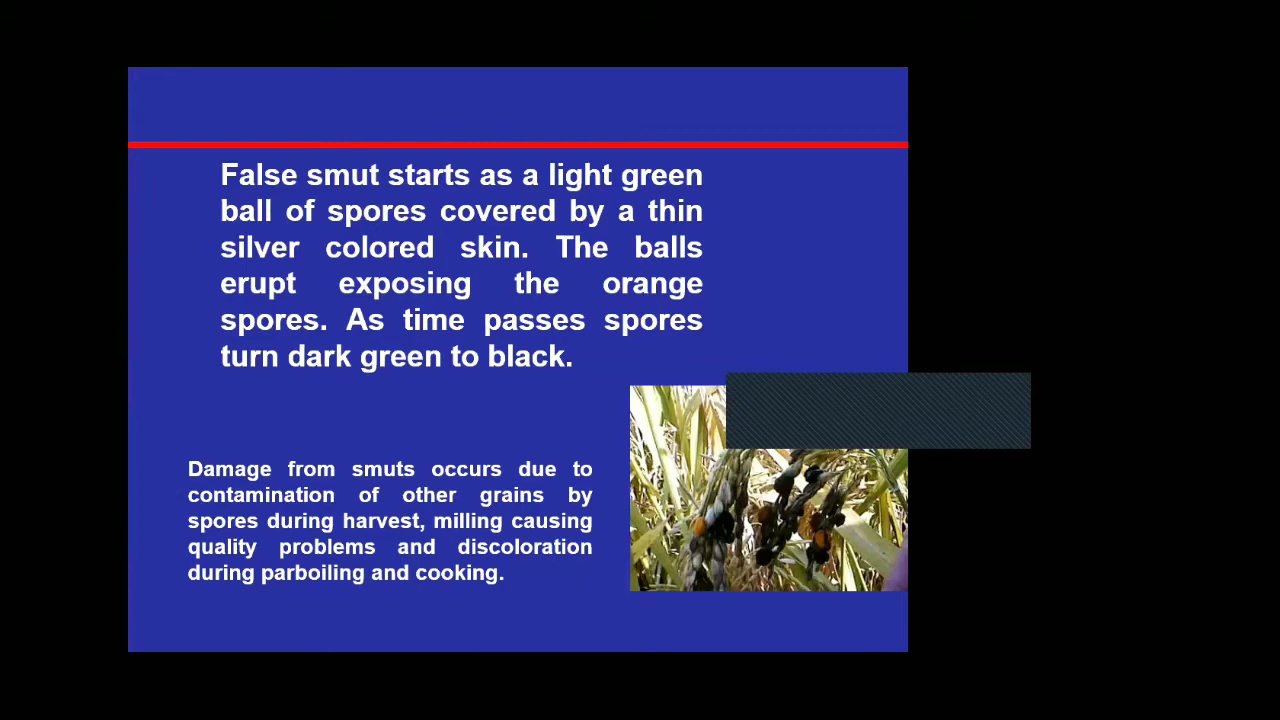 False smut starts as a light green
ball of spores covered by a thin
silver colored skin. The balls
erupt exposing the orange
spores. As time passes spores
turn dark green to black.
Damage from smuts occurs due to
contamination of other grains by
spores during harvest, milling causing
quality problems and discoloration
during parboiling and cooking.